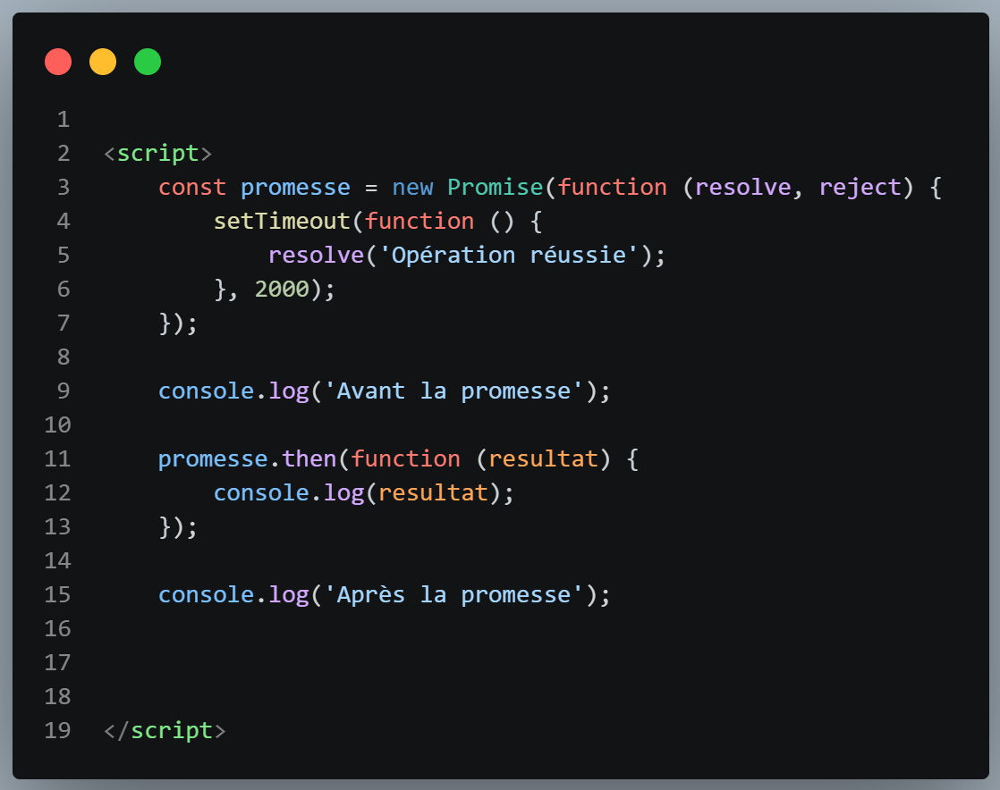 1
2 <script>
3     const promesse = new Promise(function (resolve, reject) {
4         setTimeout(function () {
5             resolve('Opération réussie');
6         }, 2000);
7     });
8
9     console.log('Avant la promesse');
10
11     promesse.then(function (resultat) {
12         console.log(resultat);
13     });
14
15     console.log('Après la promesse');
16
17
18
19 </script>